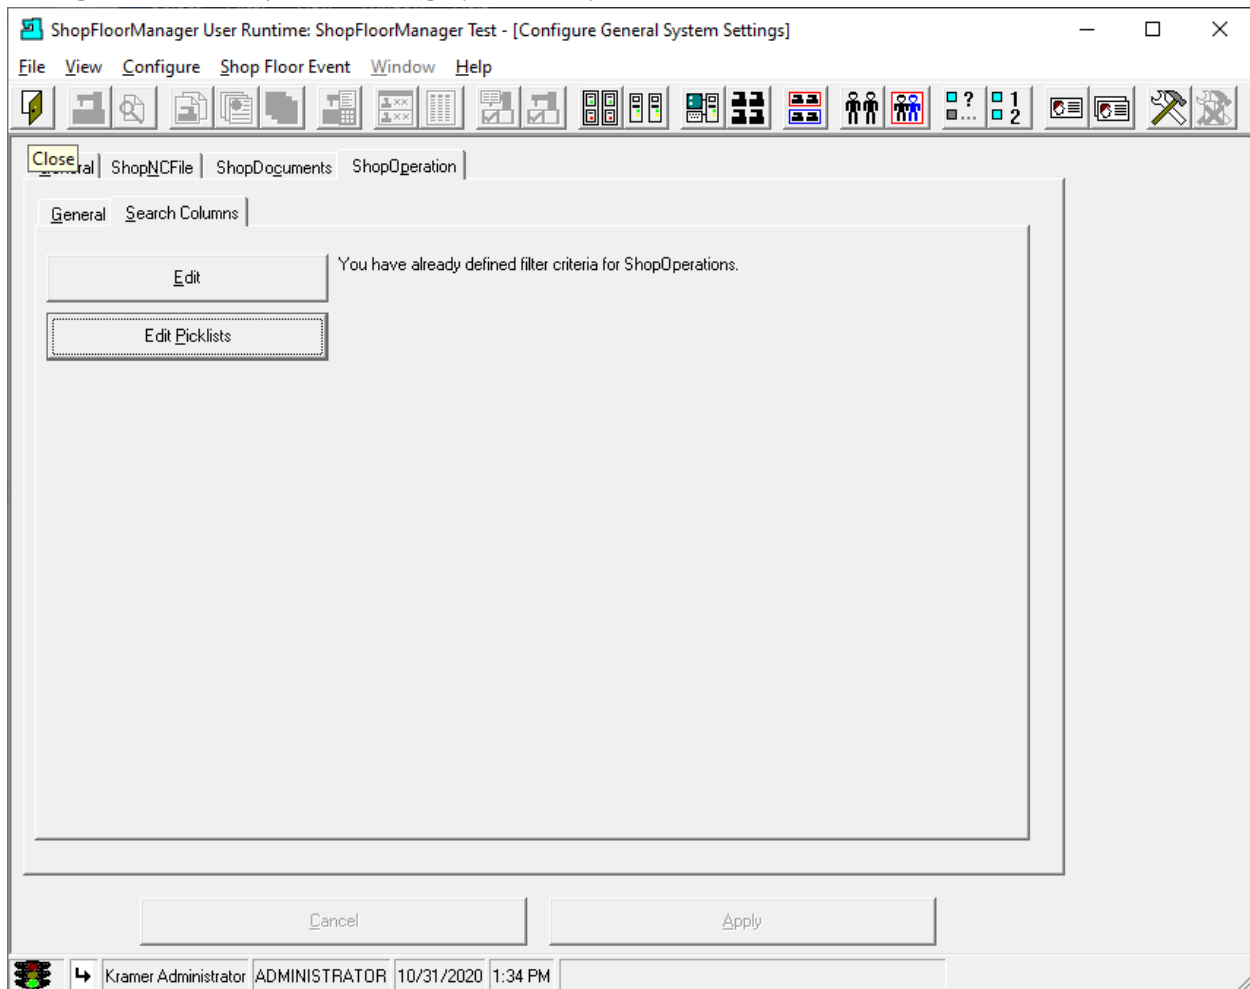 ShopFloorManager User Runtime: ShopFloorManager Test - [Configure General System Settings]
File View Configure Shop Floor Event Window Help
Close
ShopNCFile ShopDocuments ShopOperation
General Search Columns
Edit
You have already defined filter criteria for ShopOperations.
Edit Picklists
Cancel Apply
Kramer Administrator ADMINISTRATOR 10/31/2020 1:34 PM